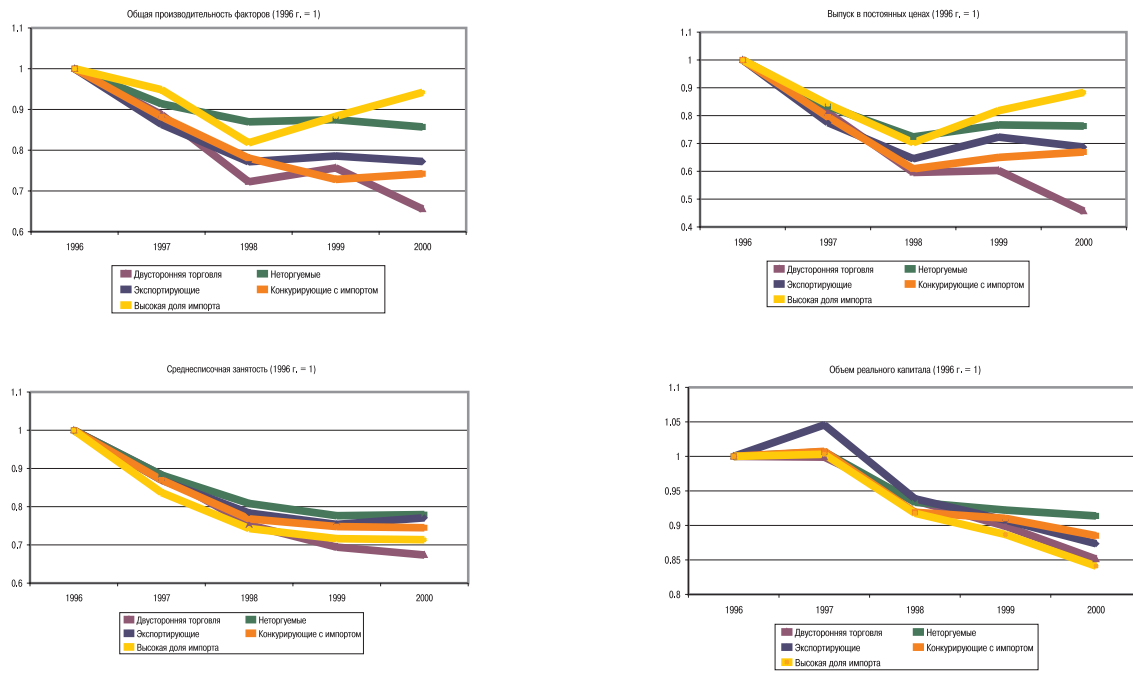 Общая производительность факторов (1996 г. = 1)
1.1
1
0.9
0.8
0.7
0.6
1996 1997 1998 1999 2000
Двусторонняя торговля Неторгуемые
Экспортирующие Конкурирующие с импортом
Высокая доля импорта
Выпуск в постоянных ценах (1996 г. = 1)
1.1
1
0.9
0.8
0.7
0.6
0.5
0.4
1996 1997 1998 1999 2000
Двусторонняя торговля Неторгуемые
Экспортирующие Конкурирующие с импортом
Высокая доля импорта
Среднесписочная занятость (1996 г. = 1)
1.1
1
0.9
0.8
0.7
0.6
1996 1997 1998 1999 2000
Двусторонняя торговля Неторгуемые
Экспортирующие Конкурирующие с импортом
Высокая доля импорта
Объем реального капитала (1996 г. = 1)
1.1
1.05
1
0.95
0.9
0.85
0.8
1996 1997 1998 1999 2000
Двусторонняя торговля Неторгуемые
Экспортирующие Конкурирующие с импортом
Высокая доля импорта